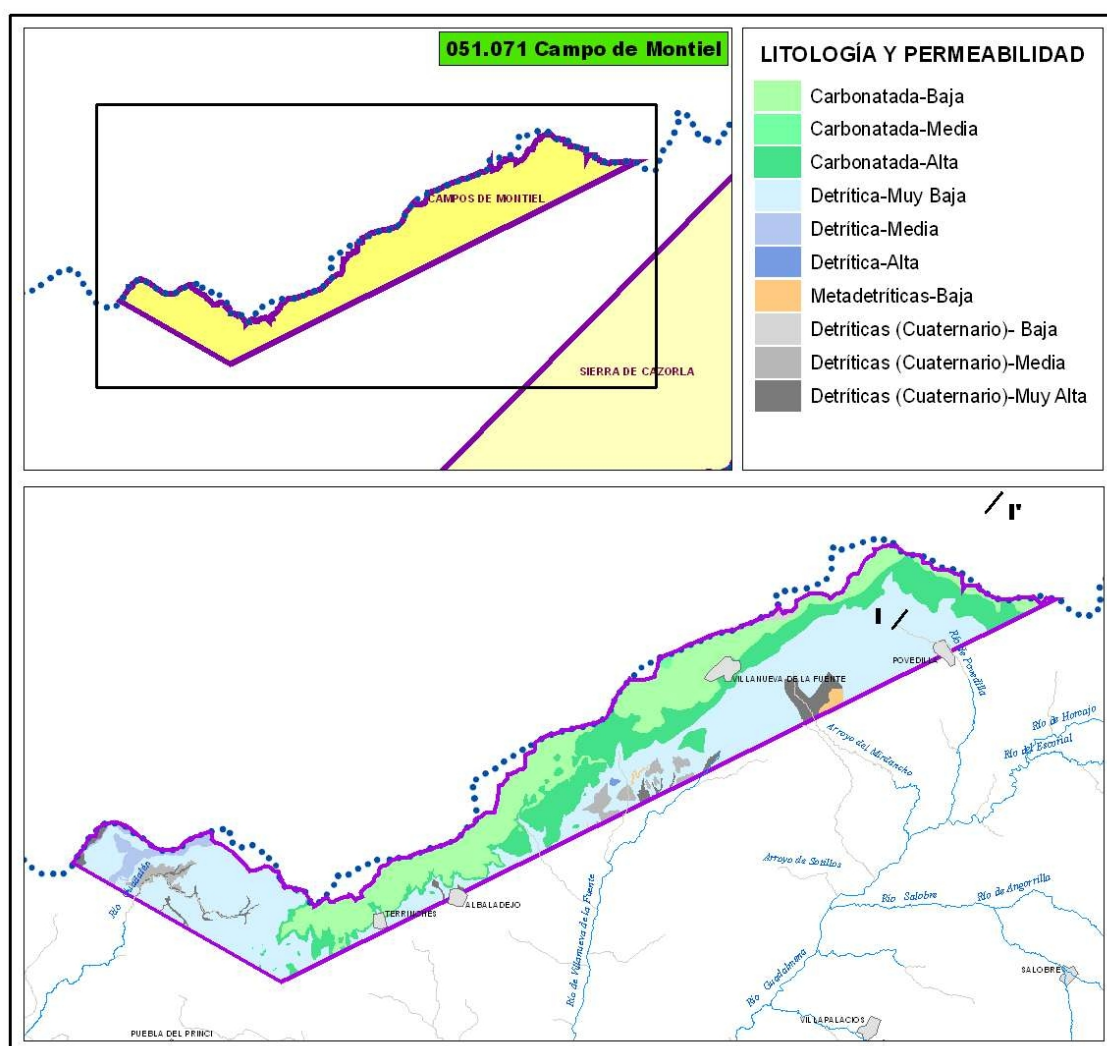 051.071 Campo de Montiel
CAMPOS DE MONTIEL
SIERRA DE CAZORLA
LITOLOGÍA Y PERMEABILIDAD
Carbonatada-Baja
Carbonatada-Media
Carbonatada-Alta
Detrítica-Muy Baja
Detrítica-Media
Detrítica-Alta
Metadetríticas-Baja
Detríticas (Cuaternario)- Baja
Detríticas (Cuaternario)-Media
Detríticas (Cuaternario)-Muy Alta
I'
I
POVEDILLA
Río de Povedilla
VILLANUEVA DE LA FUENTE
Río de Horcajo
Río del Escorial
Arroyo del Mirdancho
Arroyo de Sotillos
Río Salobre
Río de Angorrilla
Río
ALBALADEJO
TERRINCHES
Río de Villanueva de la Fuente
Río Guadalmena
SALOBRE
VILLAPALACIOS
PUEBLA DEL PRINCI